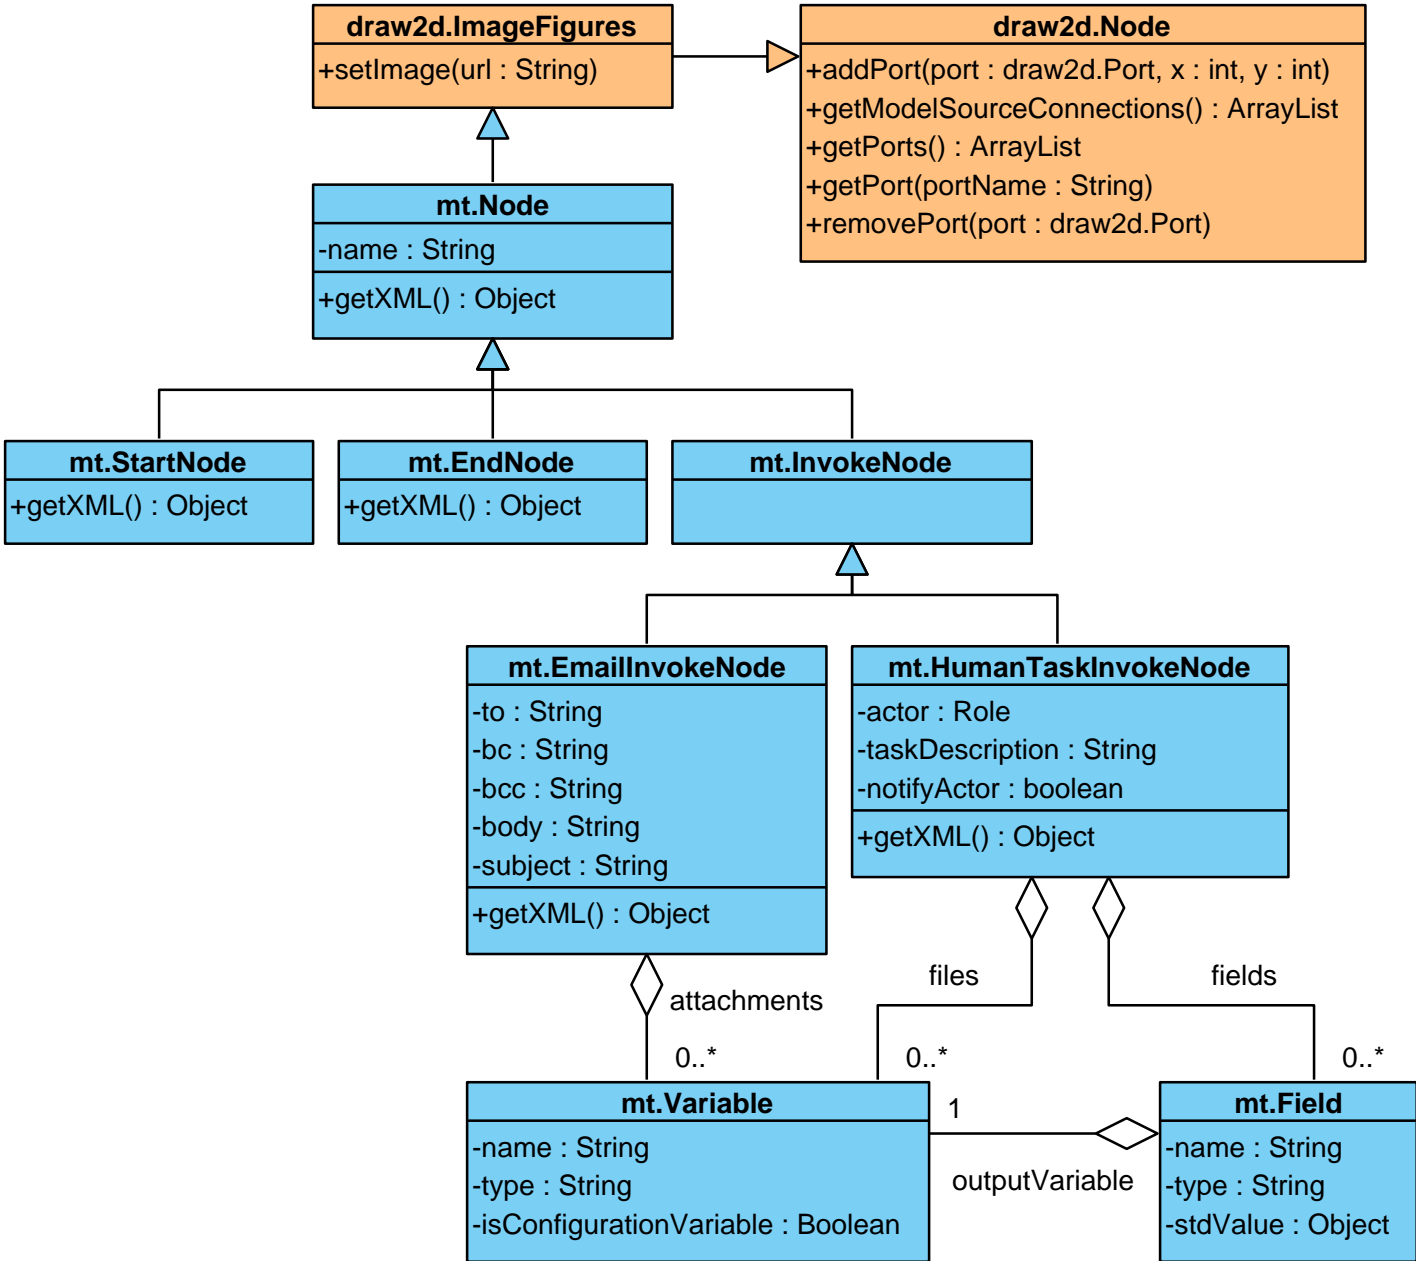 draw2d.ImageFigures
+setImage(url : String)
draw2d.Node
+addPort(port : draw2d.Port, x : int, y : int)
+getModelSourceConnections() : ArrayList
+getPorts() : ArrayList
+getPort(portName : String)
+removePort(port : draw2d.Port)
mt.Node
-name : String
+getXML() : Object
mt.StartNode
+getXML() : Object
mt.EndNode
+getXML() : Object
mt.InvokeNode
mt.EmailInvokeNode
-to : String
-bc : String
-bcc : String
-body : String
-subject : String
+getXML() : Object
mt.HumanTaskInvokeNode
-actor : Role
-taskDescription : String
-notifyActor : boolean
+getXML() : Object
attachments
0..*
files
0..*
fields
0..*
mt.Variable
-name : String
-type : String
-isConfigurationVariable : Boolean
1
outputVariable
mt.Field
-name : String
-type : String
-stdValue : Object